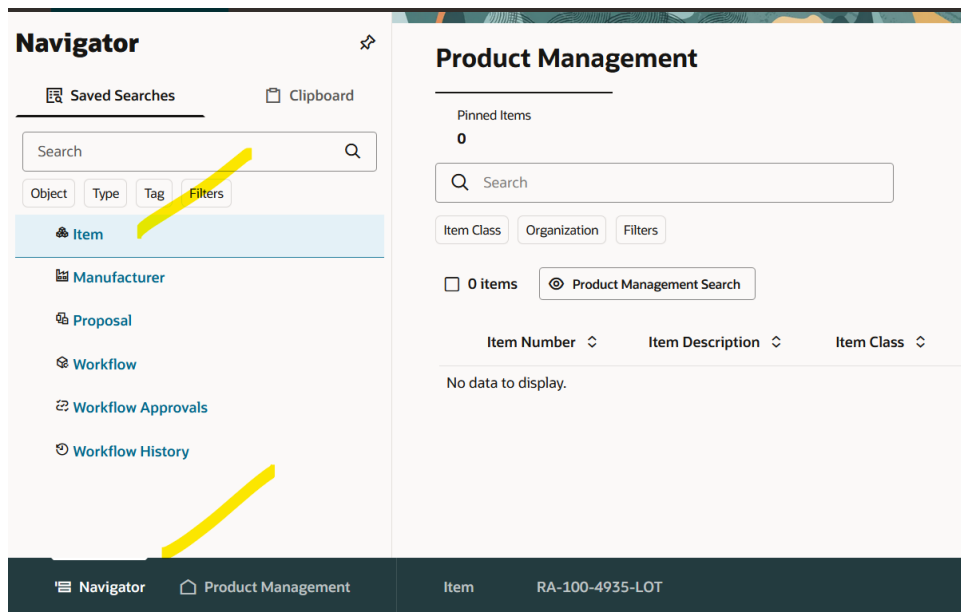 Navigator
Saved Searches
Clipboard
Search
Object
Type
Tag
Filters
Item
Manufacturer
Proposal
Workflow
Workflow Approvals
Workflow History
Product Management
Pinned Items
0
Search
Item Class
Organization
Filters
0 items
Product Management Search
Item Number
Item Description
Item Class
No data to display.
Navigator
Product Management
Item
RA-100-4935-LOT